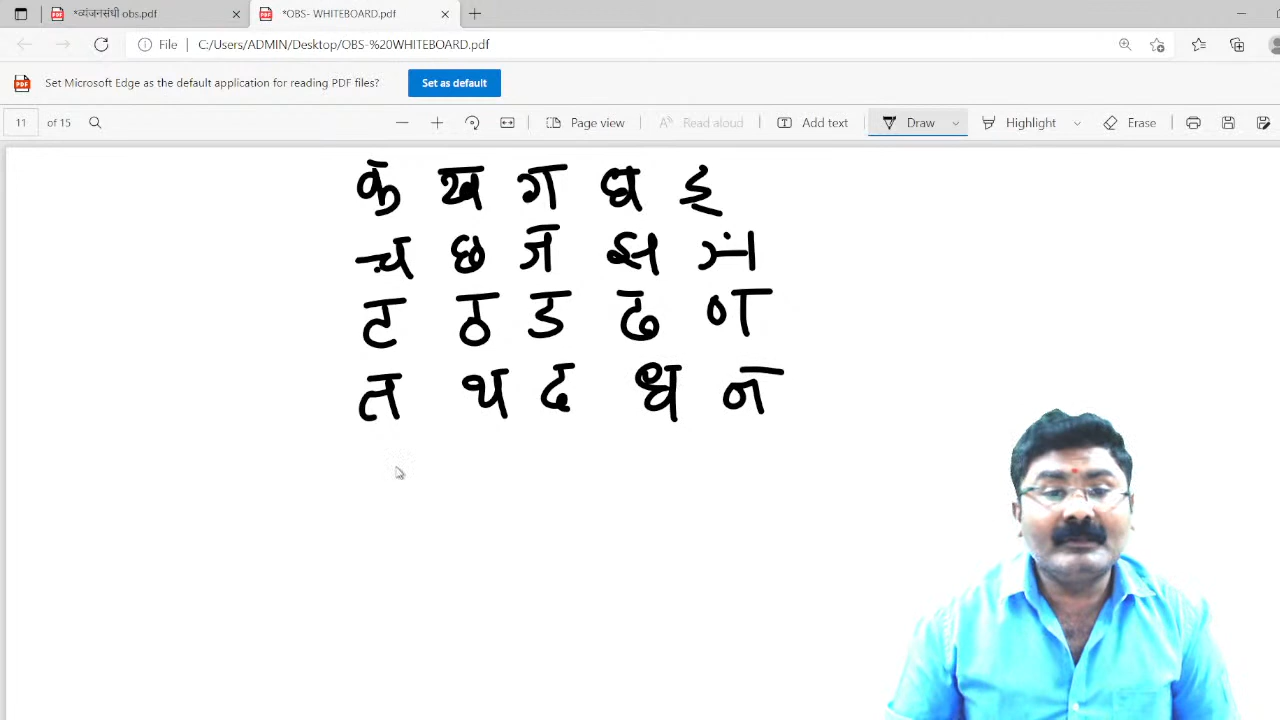 *व्यंजनसंधी obs.pdf
*OBS- WHITEBOARD.pdf
File C:/Users/ADMIN/Desktop/OBS-%20WHITEBOARD.pdf
Set Microsoft Edge as the default application for reading PDF files? Set as default
11 of 15 Page view Read aloud Add text Draw Highlight Erase
क ख ग घ ङ
च छ ज झ ञ
ट ठ ड ढ ण
त थ द ध न